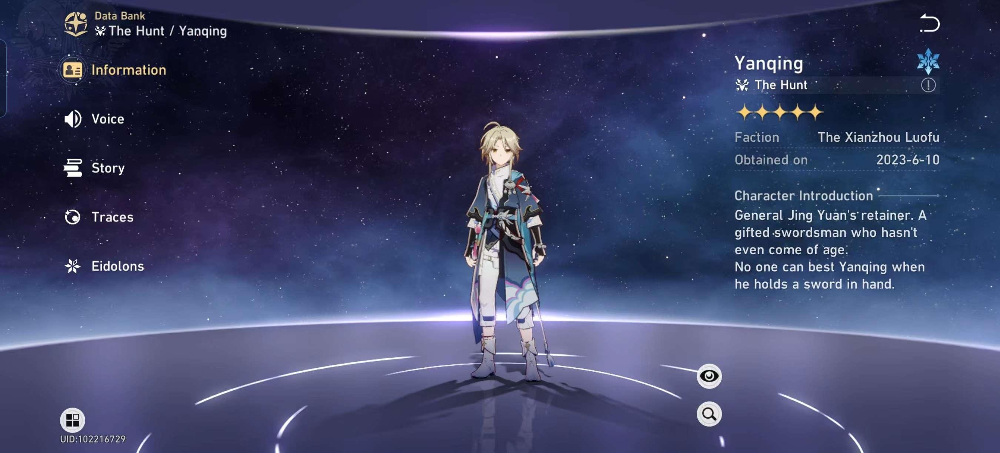 Data Bank
The Hunt / Yanqing
Information
Voice
Story
Traces
Eidolons
UID:102216729
Yanqing
The Hunt
Faction The Xianzhou Luofu
Obtained on 2023-6-10
Character Introduction
General Jing Yuan's retainer. A
gifted swordsman who hasn't
even come of age.
No one can best Yanqing when
he holds a sword in hand.